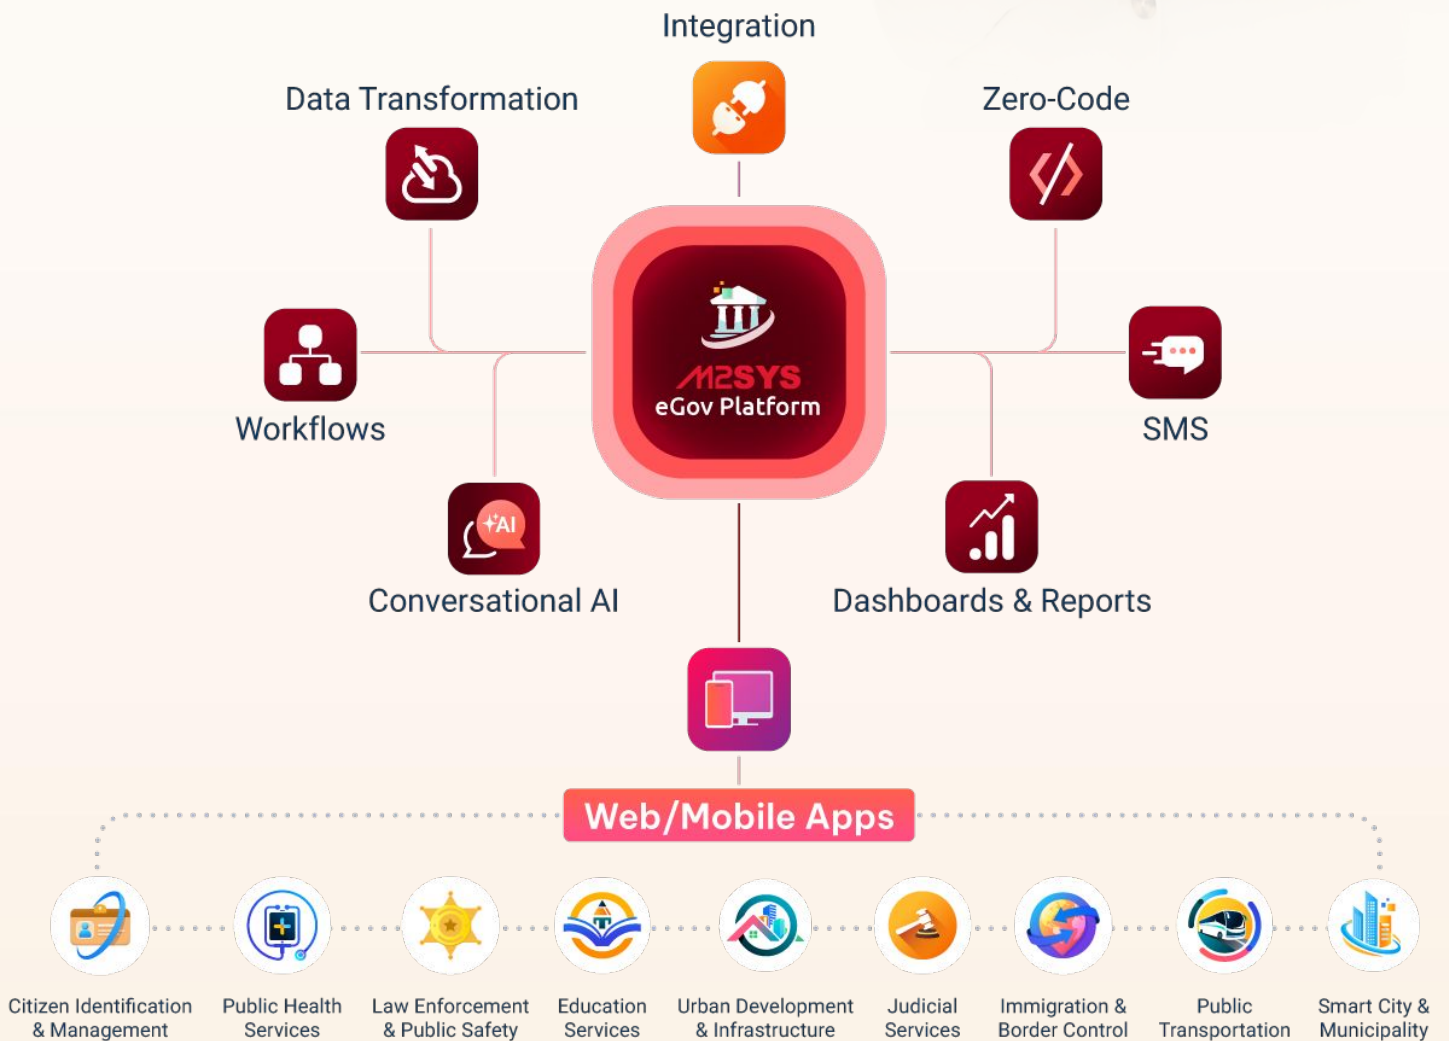 Integration
Data Transformation
Zero-Code
M2SYS
eGov Platform
Workflows
SMS
AI
Conversational AI
Dashboards & Reports
Web/Mobile Apps
Citizen Identification
& Management
Public Health
Services
Law Enforcement
& Public Safety
Education
Services
Urban Development
& Infrastructure
Judicial
Services
Immigration &
Border Control
Public
Transportation
Smart City &
Municipality